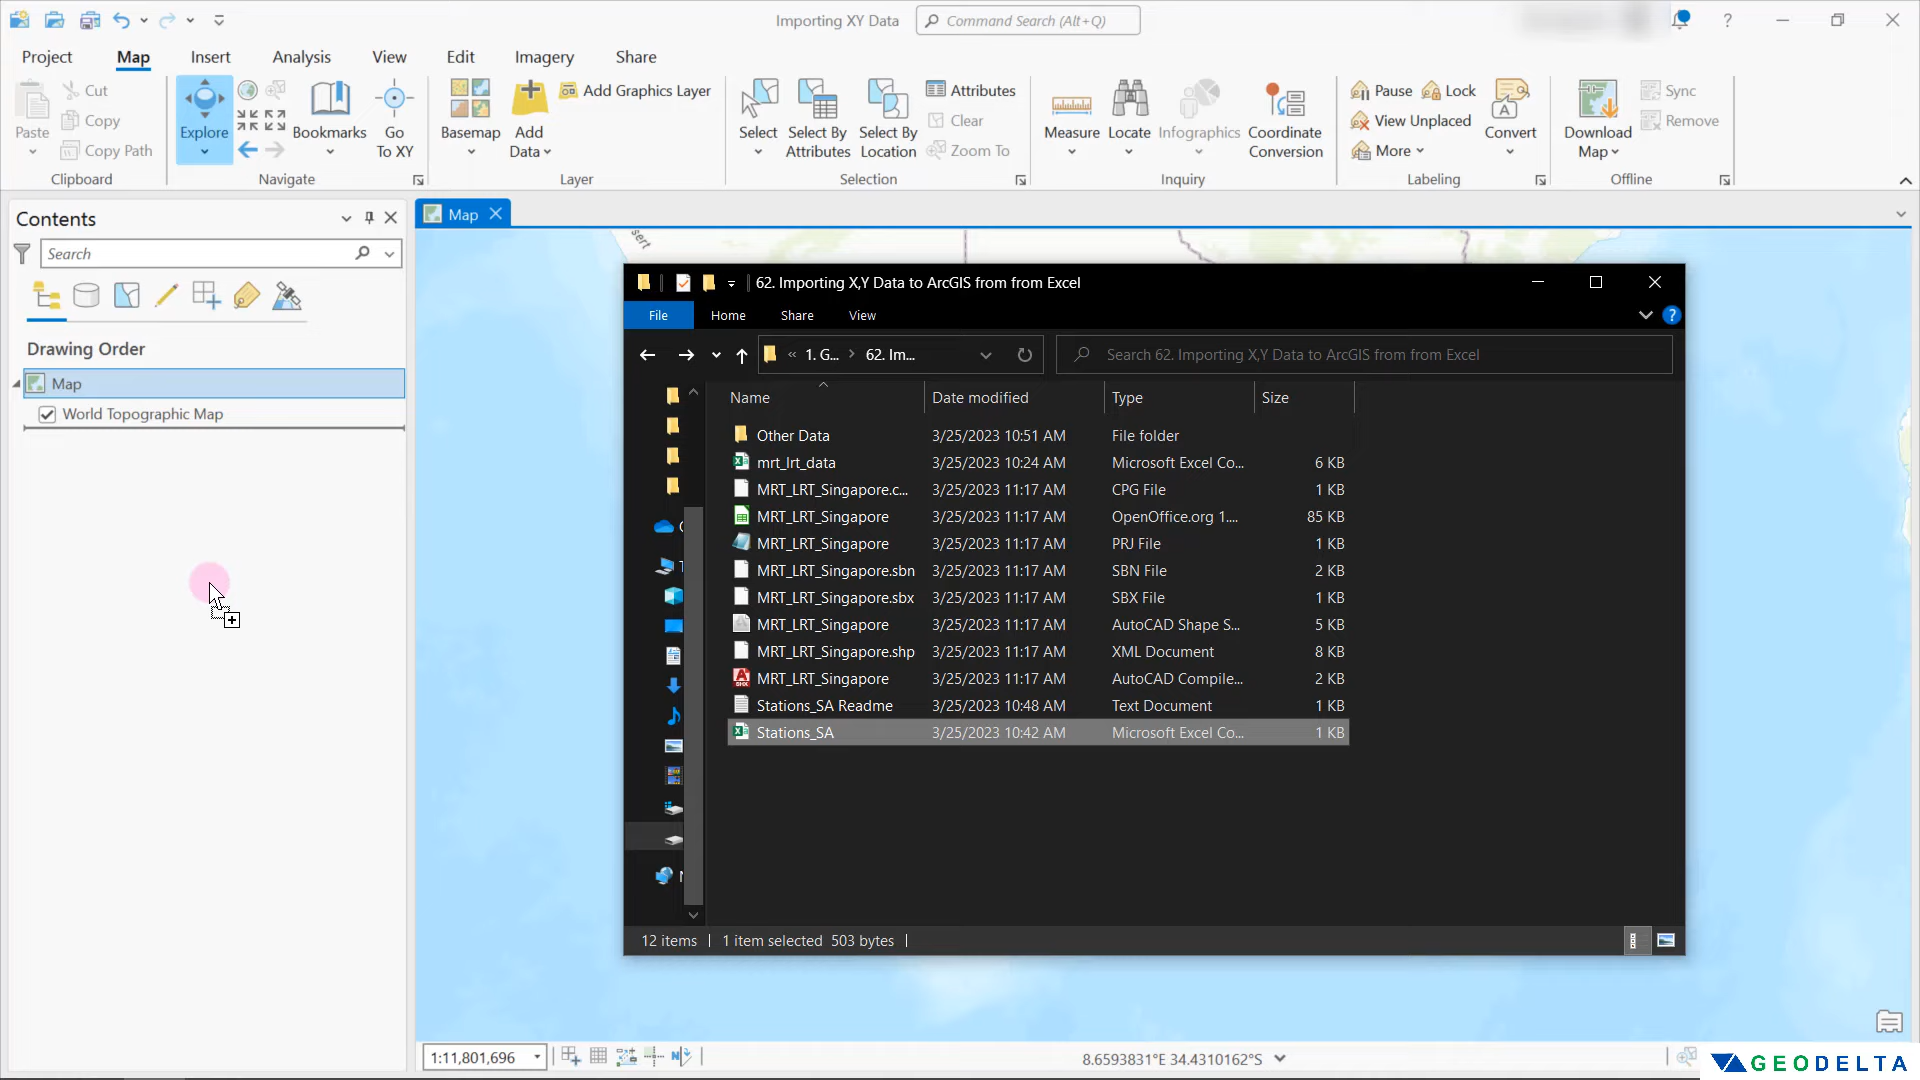 Importing XY Data
Command Search (Alt+Q)
?
Project Map Insert Analysis View Edit Imagery Share
Paste
Cut
Copy
Copy Path
Clipboard
Explore
Bookmarks
Go To XY
Navigate
Basemap
Add Data
Add Graphics Layer
Layer
Select
Select By Attributes
Select By Location
Attributes
Clear
Zoom To
Selection
Measure
Locate
Infographics
Coordinate Conversion
Inquiry
Pause
Lock
View Unplaced
More
Convert
Labeling
Download Map
Sync
Remove
Offline
Contents
Search
Drawing Order
Map
World Topographic Map
Map
62. Importing X,Y Data to ArcGIS from from Excel
File Home Share View
?
« 1. G... > 62. Im...
Search 62. Importing X,Y Data to ArcGIS from from Excel
Name Date modified Type Size
Other Data 3/25/2023 10:51 AM File folder
mrt_lrt_data 3/25/2023 10:24 AM Microsoft Excel Co... 6 KB
MRT_LRT_Singapore.c... 3/25/2023 11:17 AM CPG File 1 KB
MRT_LRT_Singapore 3/25/2023 11:17 AM OpenOffice.org 1.... 85 KB
MRT_LRT_Singapore 3/25/2023 11:17 AM PRJ File 1 KB
MRT_LRT_Singapore.sbn 3/25/2023 11:17 AM SBN File 2 KB
MRT_LRT_Singapore.sbx 3/25/2023 11:17 AM SBX File 1 KB
MRT_LRT_Singapore 3/25/2023 11:17 AM AutoCAD Shape S... 5 KB
MRT_LRT_Singapore.shp 3/25/2023 11:17 AM XML Document 8 KB
MRT_LRT_Singapore 3/25/2023 11:17 AM AutoCAD Compile... 2 KB
Stations_SA Readme 3/25/2023 10:48 AM Text Document 1 KB
Stations_SA 3/25/2023 10:42 AM Microsoft Excel Co... 1 KB
12 items 1 item selected 503 bytes
1:11,801,696
8.6593831°E 34.4310162°S
GEODELTA